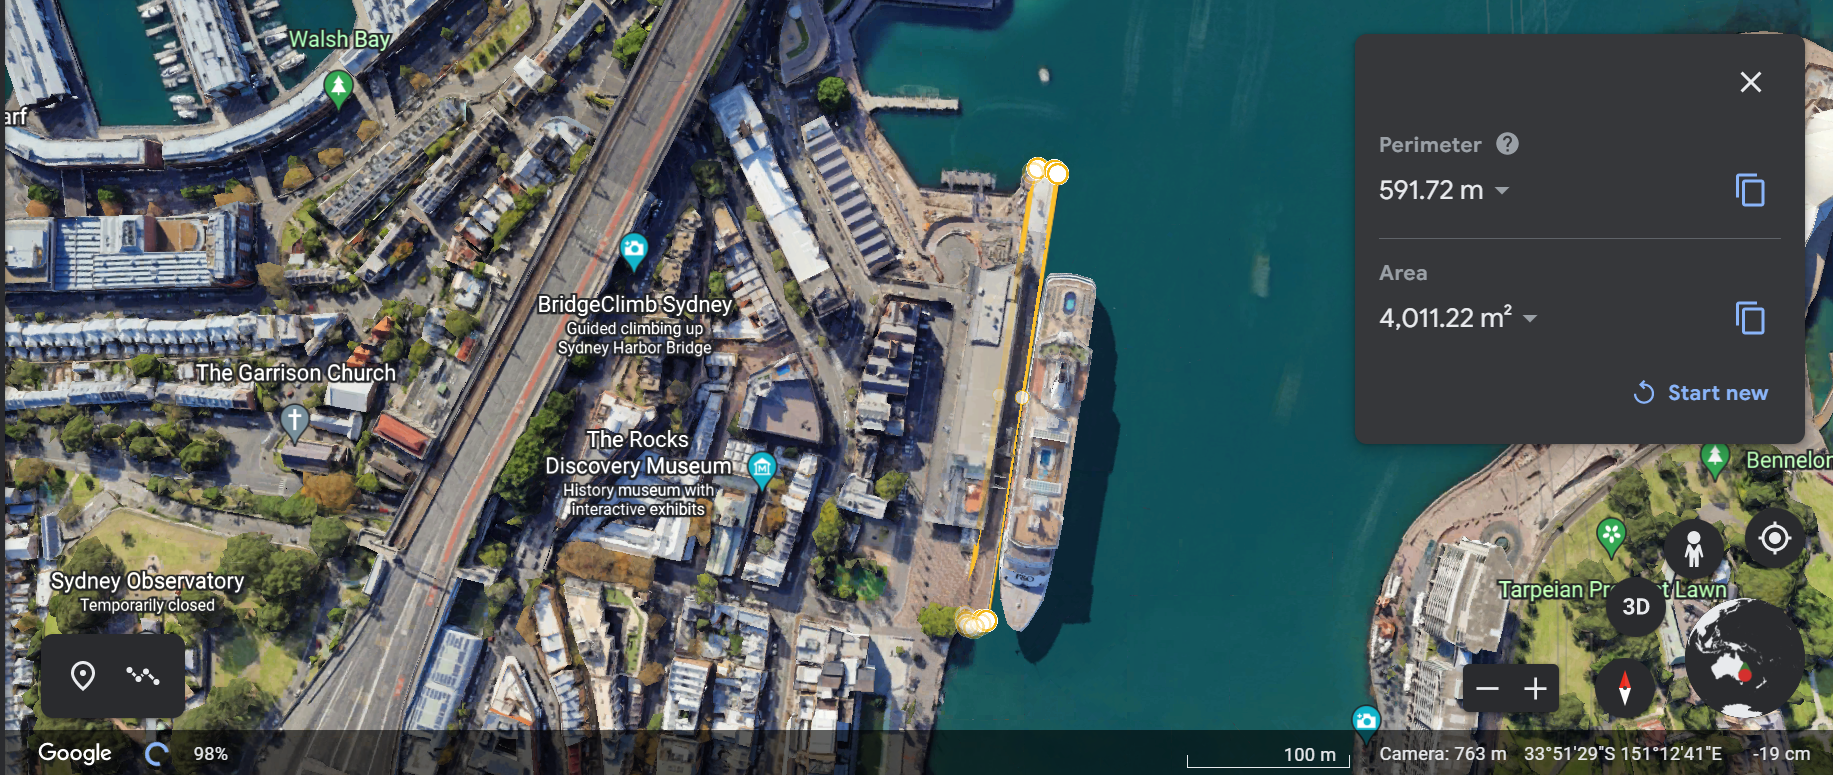 Walsh Bay
arf
Perimeter ?
591.72 m
Area
4,011.22 m²
Start new
BridgeClimb Sydney
Guided climbing up
Sydney Harbor Bridge
The Garrison Church
The Rocks
Discovery Museum
History museum with
interactive exhibits
P&O
Bennelon
Sydney Observatory
Temporarily closed
Tarpeian Pr t Lawn
3D
Google
98%
100 m
Camera: 763 m 33°51'29"S 151°12'41"E -19 cm